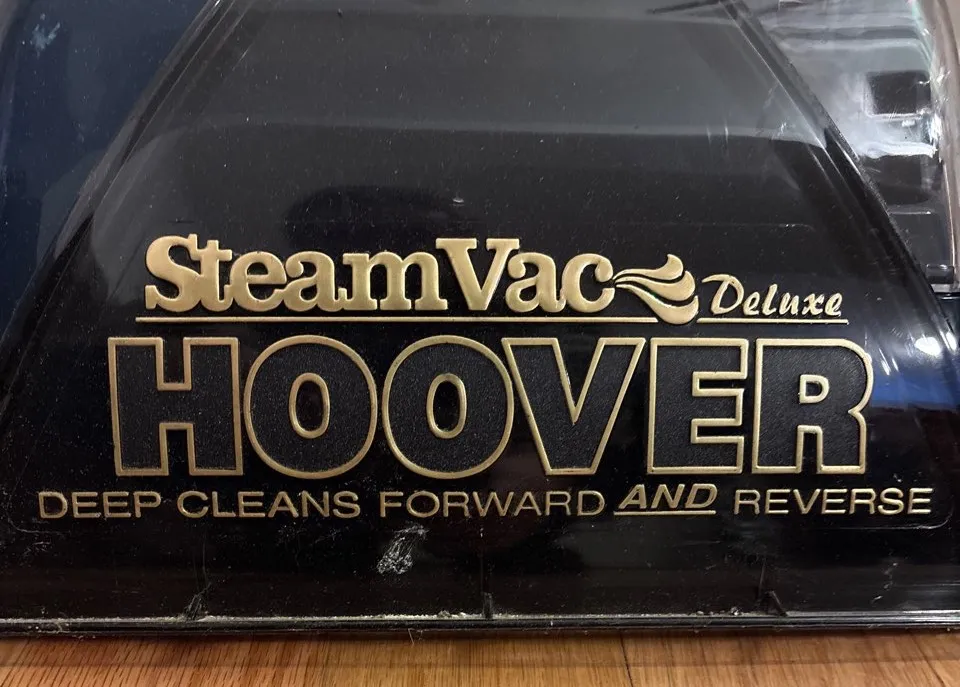 SteamVac Deluxe
HOOVER
DEEP CLEANS FORWARD AND REVERSE